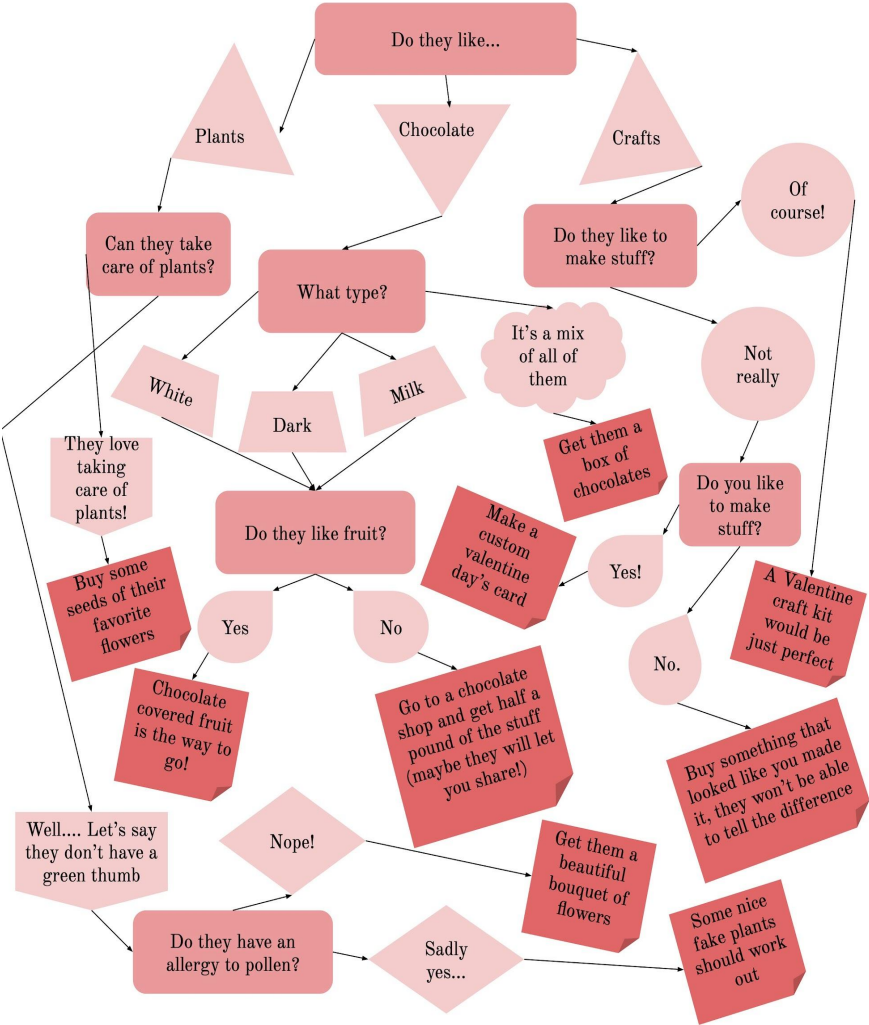 Do they like...
Plants
Chocolate
Crafts
Of
course!
Can they take
care of plants?
Do they like to
make stuff?
What type?
It's a mix
of all of
them
Not
really
White
Dark
Milk
They love
taking
care of
plants!
Get them a
box of
chocolates
Do you like
to make
stuff?
Do they like fruit?
Make a
custom
valentine
day's card
Yes!
Buy some
seeds of their
favorite
flowers
A Valentine
craft kit
would be
just perfect
Yes
No
No.
Chocolate
covered fruit
is the way to
go!
Go to a chocolate
shop and get half a
pound of the stuff
(maybe they will let
you share!)
Buy something that
looked like you made
it, they won't be able
to tell the difference
Well.... Let's say
they don't have a
green thumb
Nope!
Get them a
beautiful
bouquet of
flowers
Do they have an
allergy to pollen?
Sadly
yes...
Some nice
fake plants
should work
out